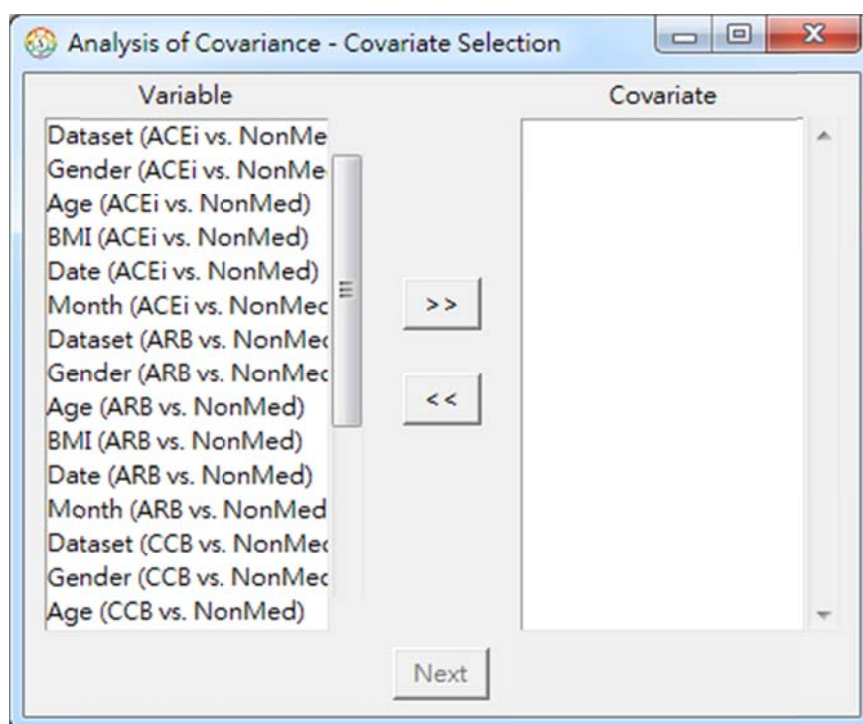 Analysis of Covariance - Covariate Selection
Variable
Covariate
Dataset (ACEi vs. NonMe
Gender (ACEi vs. NonMe
Age (ACEi vs. NonMed)
BMI (ACEi vs. NonMed)
Date (ACEi vs. NonMed)
Month (ACEi vs. NonMec
Dataset (ARB vs. NonMec
Gender (ARB vs. NonMec
Age (ARB vs. NonMed)
BMI (ARB vs. NonMed)
Date (ARB vs. NonMed)
Month (ARB vs. NonMed
Dataset (CCB vs. NonMec
Gender (CCB vs. NonMec
Age (CCB vs. NonMed)
>>
<<
Next